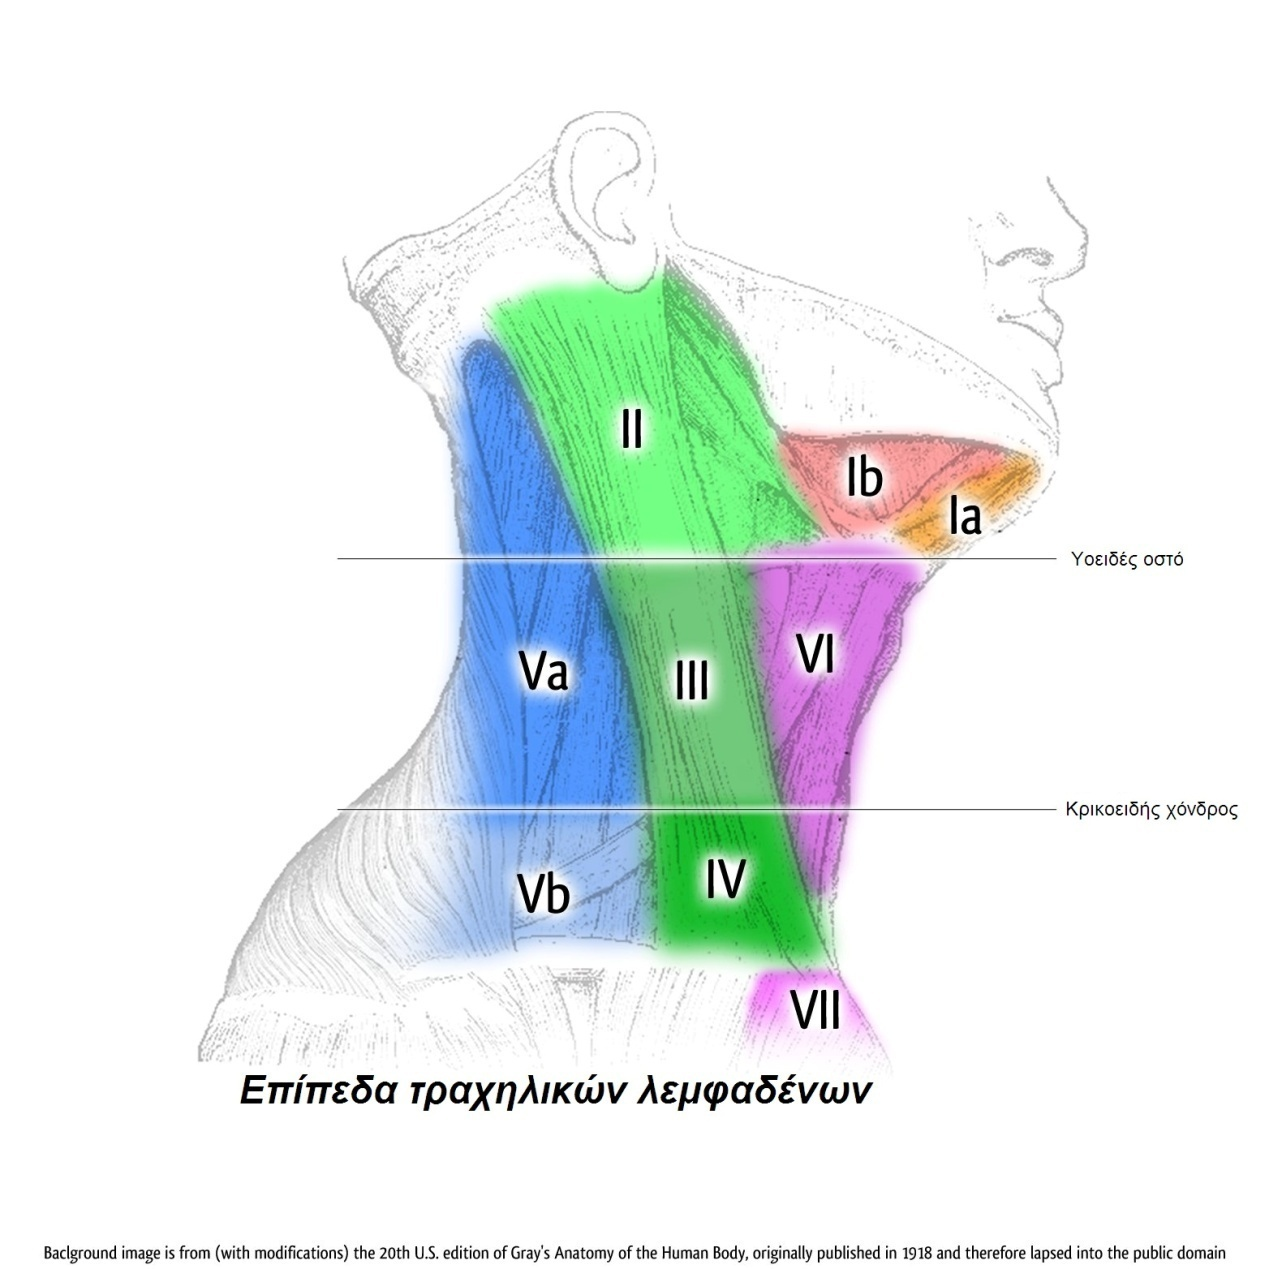 II
Ib
Ia
Υοειδές οστό
Va
III
VI
Κρικοειδής χόνδρος
Vb
IV
VII
Επίπεδα τραχηλικών λεμφαδένων
Baclground image is from (with modifications) the 20th U.S. edition of Gray's Anatomy of the Human Body, originally published in 1918 and therefore lapsed into the public domain